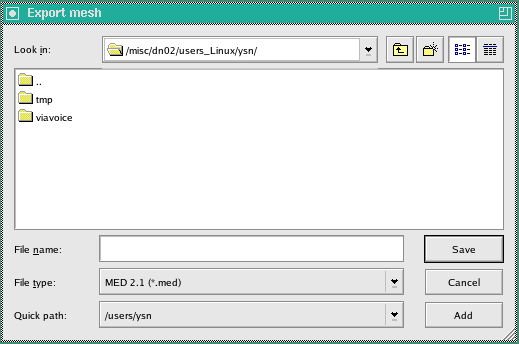 Export mesh
Look in: /misc/dn02/users_Linux/ysn/
..
tmp
viavoice
File name: Save
File type: MED 2.1 (*.med) Cancel
Quick path: /users/ysn Add